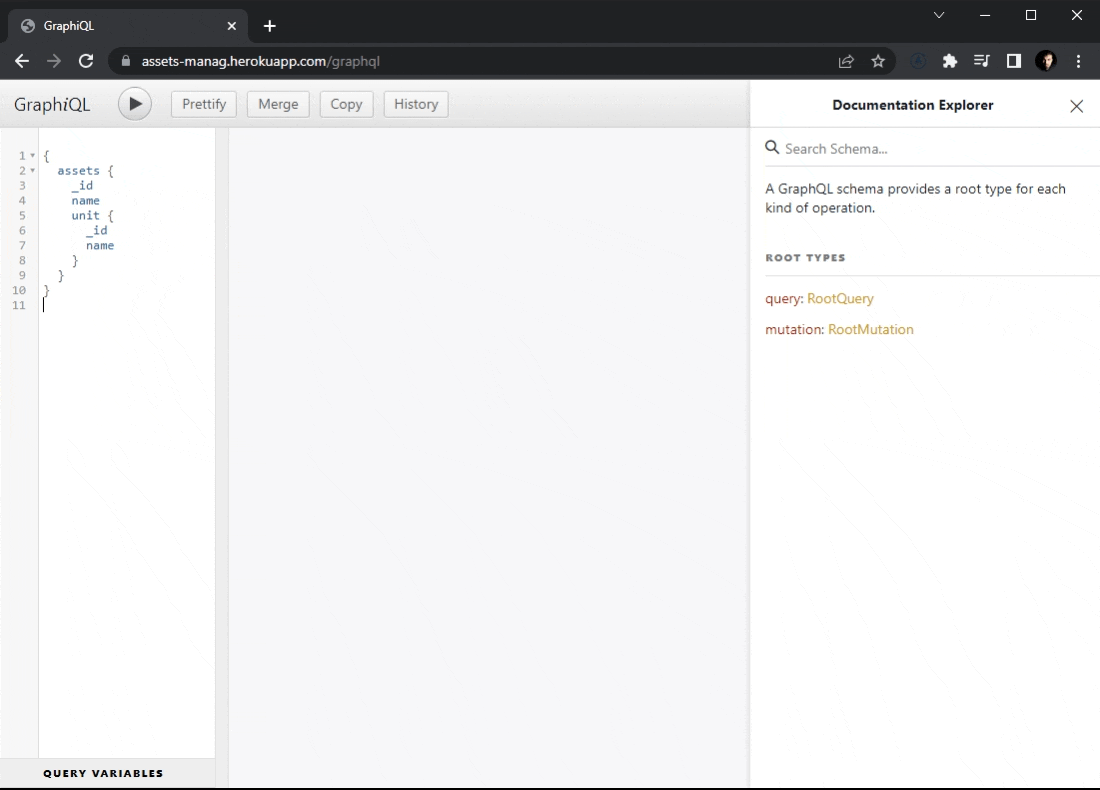 GraphiQL
assets-manag.herokuapp.com/graphql
GraphiQL
Prettify
Merge
Copy
History
1 {
2 assets {
3 _id
4 name
5 unit {
6 _id
7 name
8 }
9 }
10 }
11
QUERY VARIABLES
Documentation Explorer
Search Schema...
A GraphQL schema provides a root type for each
kind of operation.
ROOT TYPES
query: RootQuery
mutation: RootMutation